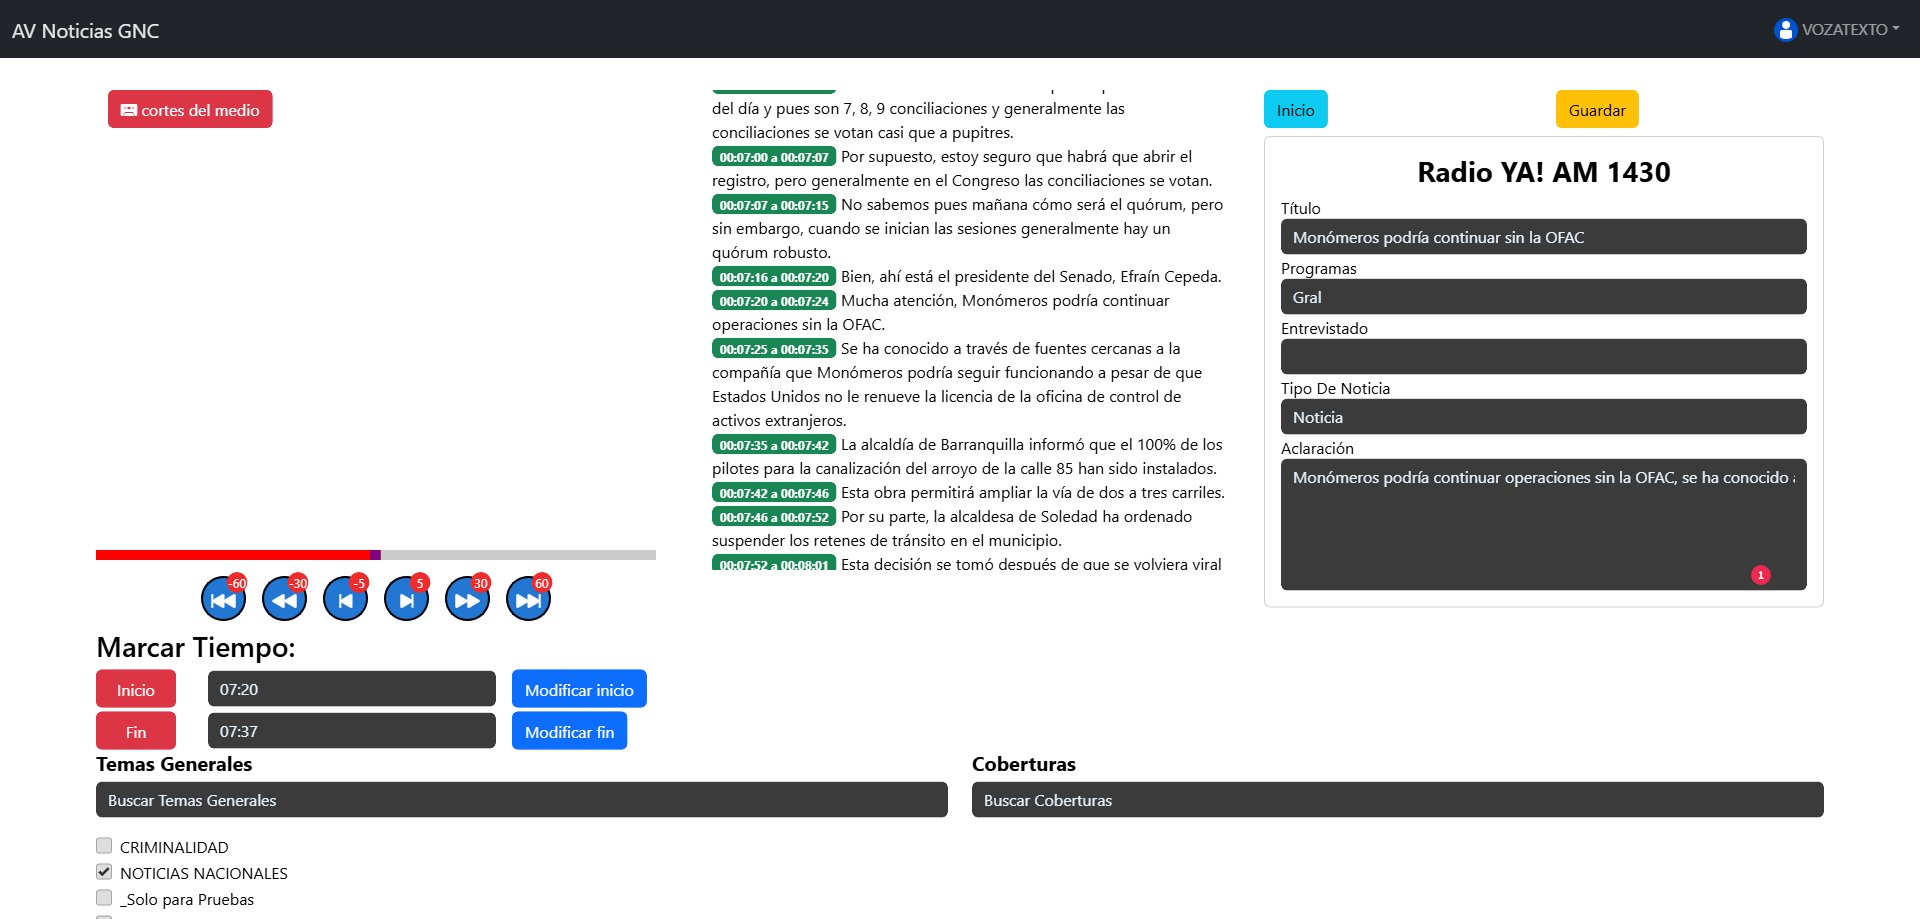 AV Noticias GNC
VOZATEXTO
cortes del medio
del día y pues son 7, 8, 9 conciliaciones y generalmente las
conciliaciones se votan casi que a pupitres.
00:07:00 a 00:07:07 Por supuesto, estoy seguro que habrá que abrir el
registro, pero generalmente en el Congreso las conciliaciones se votan.
00:07:07 a 00:07:15 No sabemos pues mañana cómo será el quórum, pero
sin embargo, cuando se inician las sesiones generalmente hay un
quórum robusto.
00:07:16 a 00:07:20 Bien, ahí está el presidente del Senado, Efraín Cepeda.
00:07:20 a 00:07:24 Mucha atención, Monómeros podría continuar
operaciones sin la OFAC.
00:07:25 a 00:07:35 Se ha conocido a través de fuentes cercanas a la
compañía que Monómeros podría seguir funcionando a pesar de que
Estados Unidos no le renueve la licencia de la oficina de control de
activos extranjeros.
00:07:35 a 00:07:42 La alcaldía de Barranquilla informó que el 100% de los
pilotes para la canalización del arroyo de la calle 85 han sido instalados.
00:07:42 a 00:07:46 Esta obra permitirá ampliar la vía de dos a tres carriles.
00:07:46 a 00:07:52 Por su parte, la alcaldesa de Soledad ha ordenado
suspender los retenes de tránsito en el municipio.
00:07:52 a 00:08:01 Esta decisión se tomó después de que se volviera viral
Inicio
Guardar
Radio YA! AM 1430
Título
Monómeros podría continuar sin la OFAC
Programas
Gral
Entrevistado
Tipo De Noticia
Noticia
Aclaración
Monómeros podría continuar operaciones sin la OFAC, se ha conocido
1
-60
-30
-5
5
30
60
Marcar Tiempo:
Inicio
07:20
Modificar inicio
Fin
07:37
Modificar fin
Temas Generales
Buscar Temas Generales
CRIMINALIDAD
NOTICIAS NACIONALES
_Solo para Pruebas
Coberturas
Buscar Coberturas